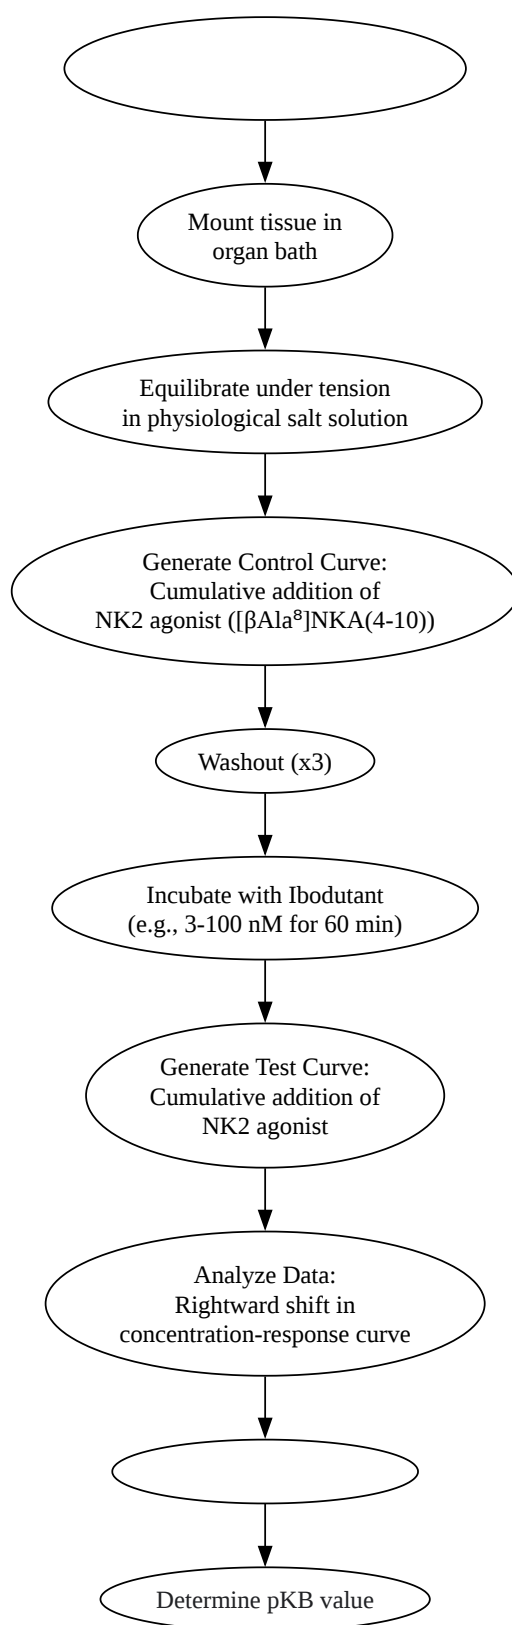 Mount tissue in
organ bath
Equilibrate under tension
in physiological salt solution
Generate Control Curve:
Cumulative addition of
NK2 agonist ([βAla⁸]NKA(4-10))
Washout (x3)
Incubate with Ibodutant
(e.g., 3-100 nM for 60 min)
Generate Test Curve:
Cumulative addition of
NK2 agonist
Analyze Data:
Rightward shift in
concentration-response curve
Determine pKB value